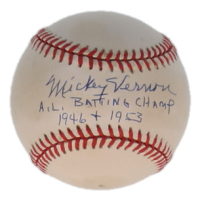 Mickey Vernon
A.L. BATTING CHAMP
1946 + 1953